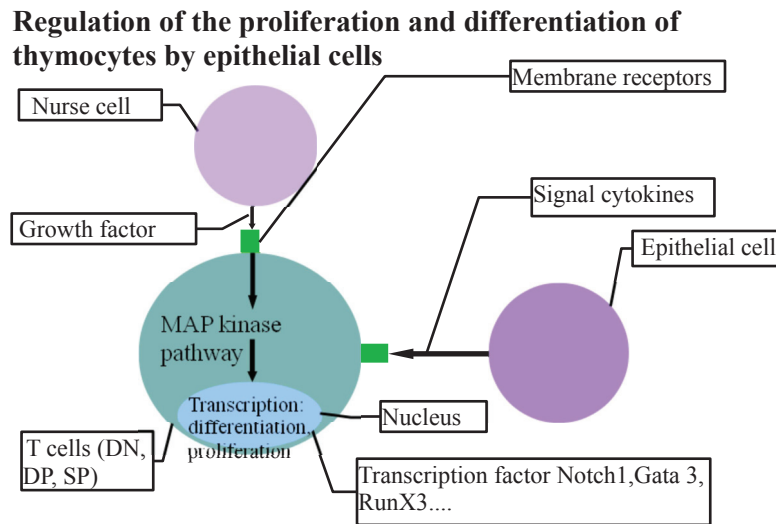 Regulation of the proliferation and differentiation of
thymocytes by epithelial cells
Membrane receptors
Nurse cell
Signal cytokines
Growth factor
Epithelial cell
MAP kinase
pathway
Transcription:
differentiation,
proliferation
Nucleus
T cells (DN,
DP, SP)
Transcription factor Notch1,Gata 3,
RunX3....